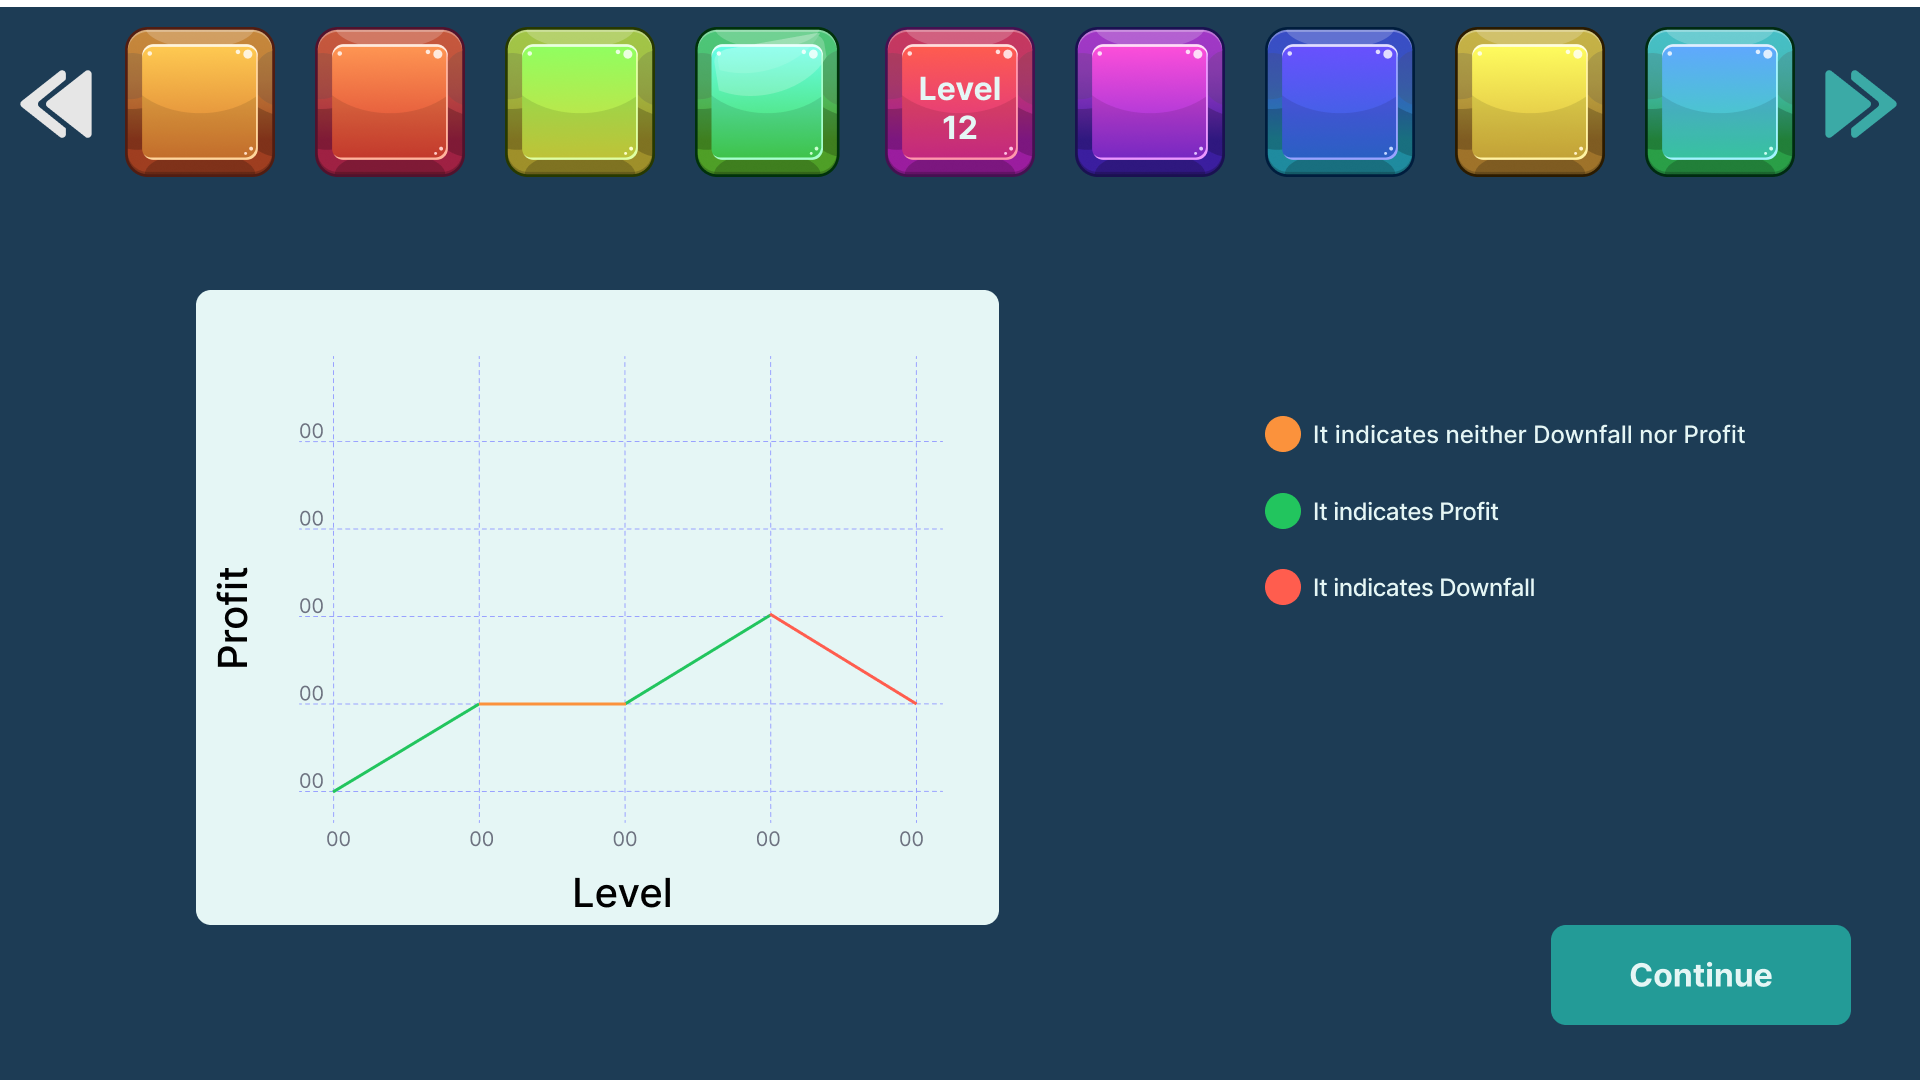 Level
12
It indicates neither Downfall nor Profit
It indicates Profit
It indicates Downfall
Profit
00
00
00
00
00
00 00 00 00 00
Level
Continue